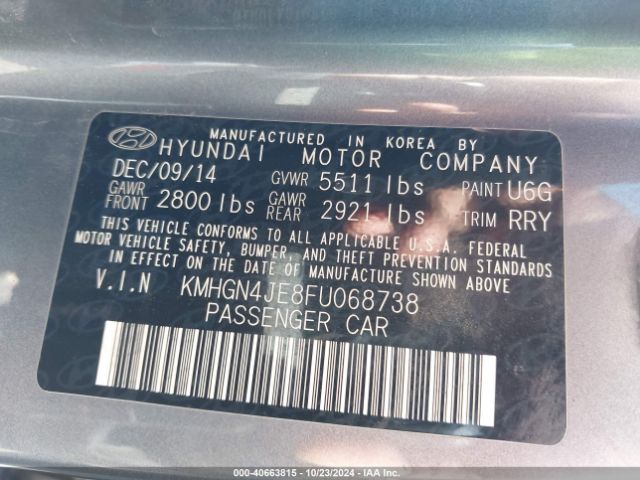 MANUFACTURED IN KOREA BY
HYUNDAI MOTOR COMPANY
DEC/09/14 GVWR 5511 lbs PAINT U6G
GAWR FRONT 2800 lbs GAWR REAR 2921 lbs TRIM RRY
THIS VEHICLE CONFORMS TO ALL APPLICABLE U.S.A. FEDERAL
MOTOR VEHICLE SAFETY, BUMPER, AND THEFT PREVENTION STANDARDS
IN EFFECT ON THE DATE OF MANUFACTURE SHOWN ABOVE
V.I.N KMHGN4JE8FU068738
PASSENGER CAR
000-40663815 - 10/23/2024 - IAA Inc.